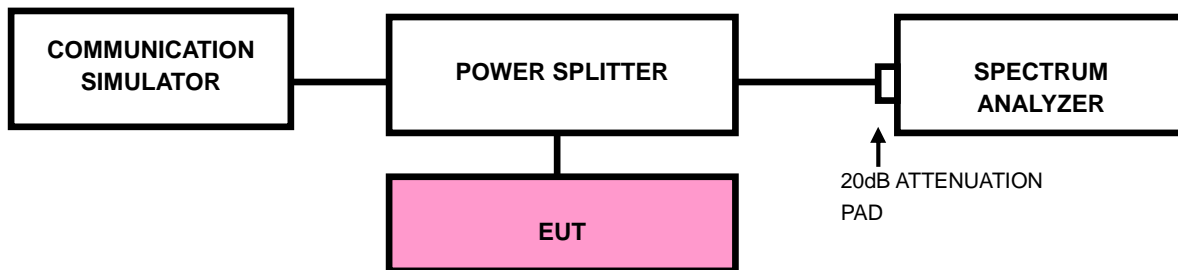 COMMUNICATION
SIMULATOR
POWER SPLITTER
SPECTRUM
ANALYZER
20dB ATTENUATION
PAD
EUT